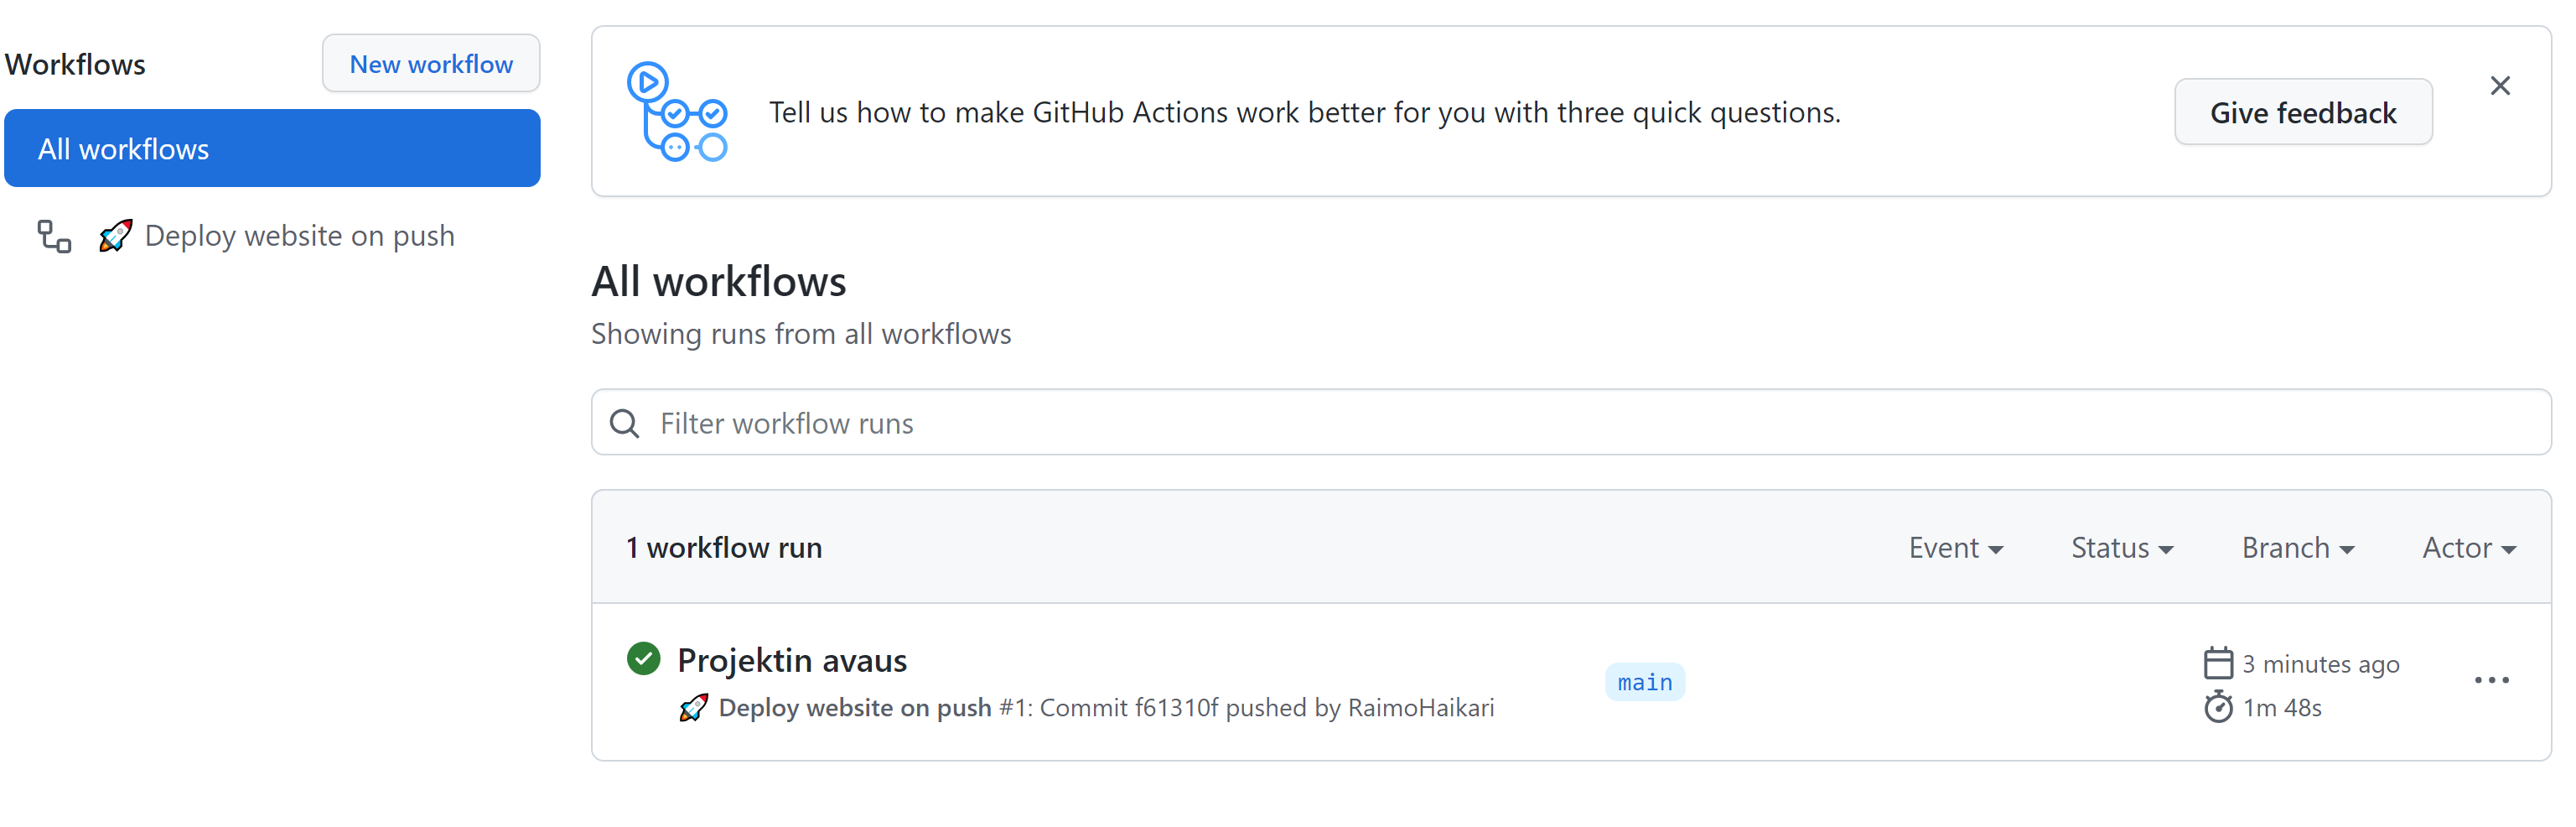 Workflows
New workflow
All workflows
🚀 Deploy website on push
Tell us how to make GitHub Actions work better for you with three quick questions.
Give feedback
All workflows
Showing runs from all workflows
Filter workflow runs
1 workflow run
Event
Status
Branch
Actor
Projektin avaus
🚀 Deploy website on push #1: Commit f61310f pushed by RaimoHaikari
main
3 minutes ago
1m 48s